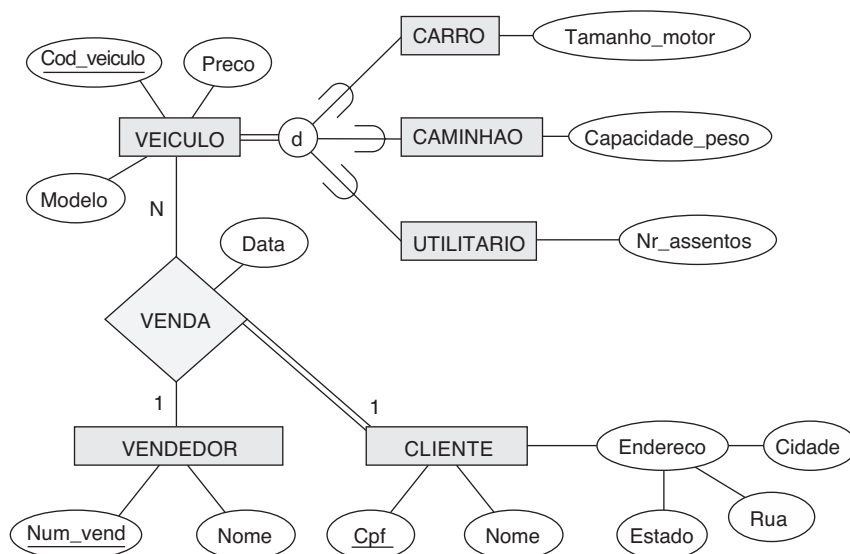 CARRO
Tamanho_motor
Cod_veiculo
Preco
VEICULO
d
CAMINHAO
Capacidade_peso
Modelo
N
UTILITARIO
Nr_assentos
Data
VENDA
1
1
VENDEDOR
CLIENTE
Endereco
Cidade
Num_vend
Nome
Cpf
Nome
Estado
Rua